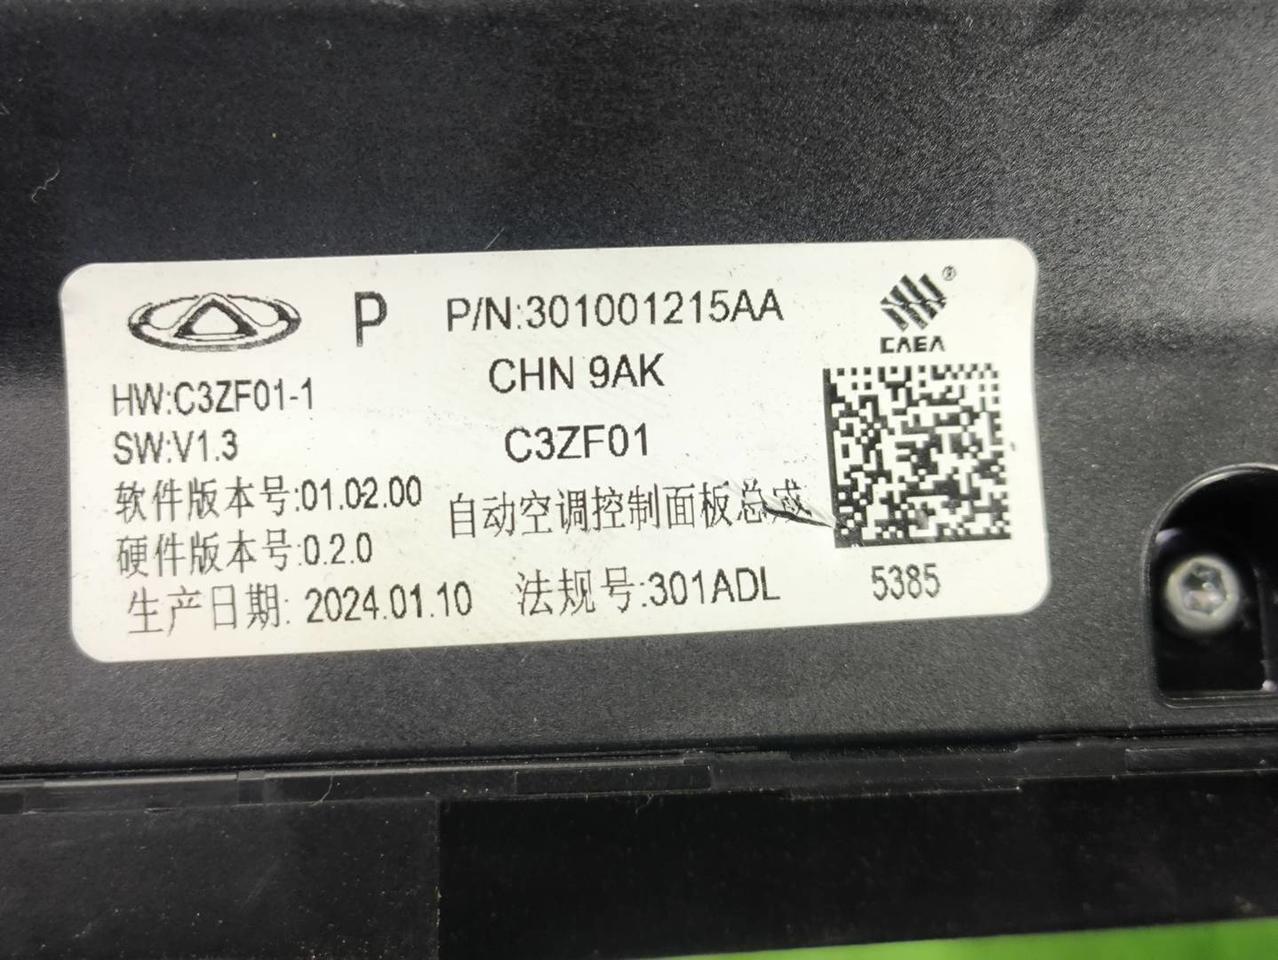 P
P/N:301001215AA
CAEA
®
CHN 9AK
HW:C3ZF01-1
SW:V1.3
C3ZF01
软件版本号:01.02.00
自动空调控制面板总成
硬件版本号:0.2.0
生产日期: 2024.01.10
法规号:301ADL
5385